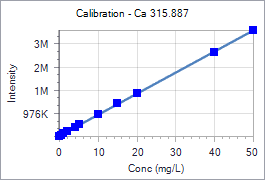 Calibration - Ca 315.887
Intensity
3M
2M
1M
976K
0
10
20
30
40
50
Conc (mg/L)